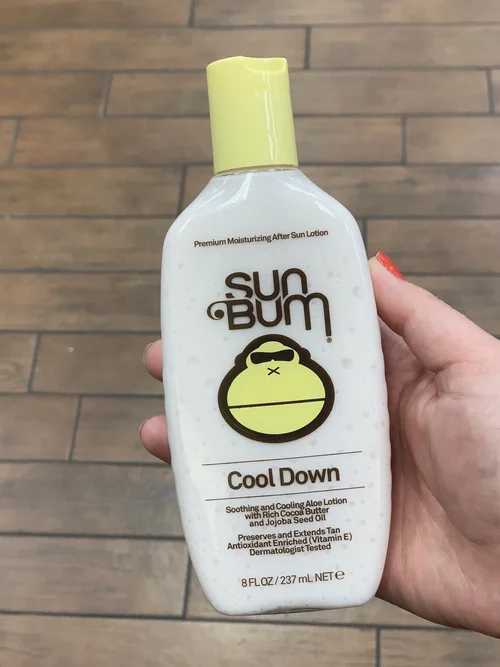 Premium Moisturizing After Sun Lotion
SUN
BUM®
Cool Down
Soothing and Cooling Aloe Lotion
with Rich Cocoa Butter
and Jojoba Seed Oil
Preserves and Extends Tan
Antioxidant Enriched (Vitamin E)
Dermatologist Tested
8 FL OZ / 237 mL NET ℮